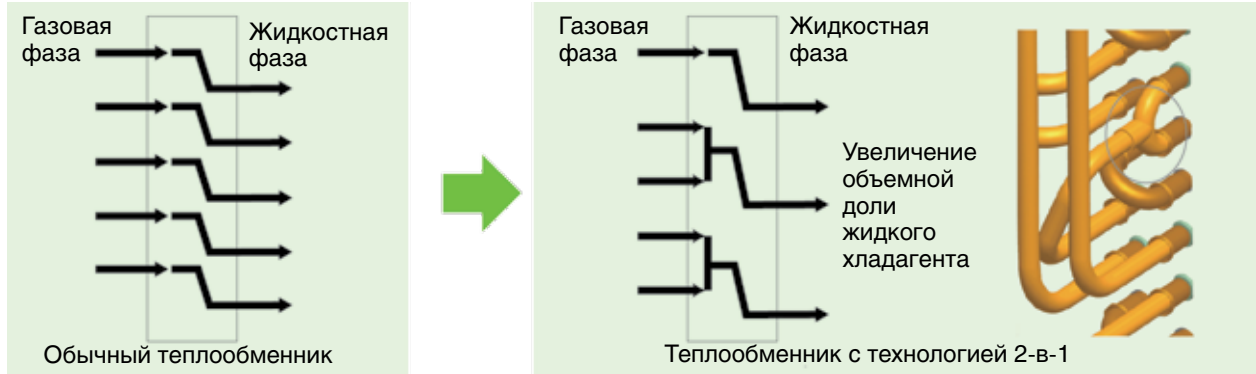 Газовая
фаза
Жидкостная
фаза
Обычный теплообменник
Газовая
фаза
Жидкостная
фаза
Увеличение
объемной
доли
жидкого
хладагента
Теплообменник с технологией 2-в-1